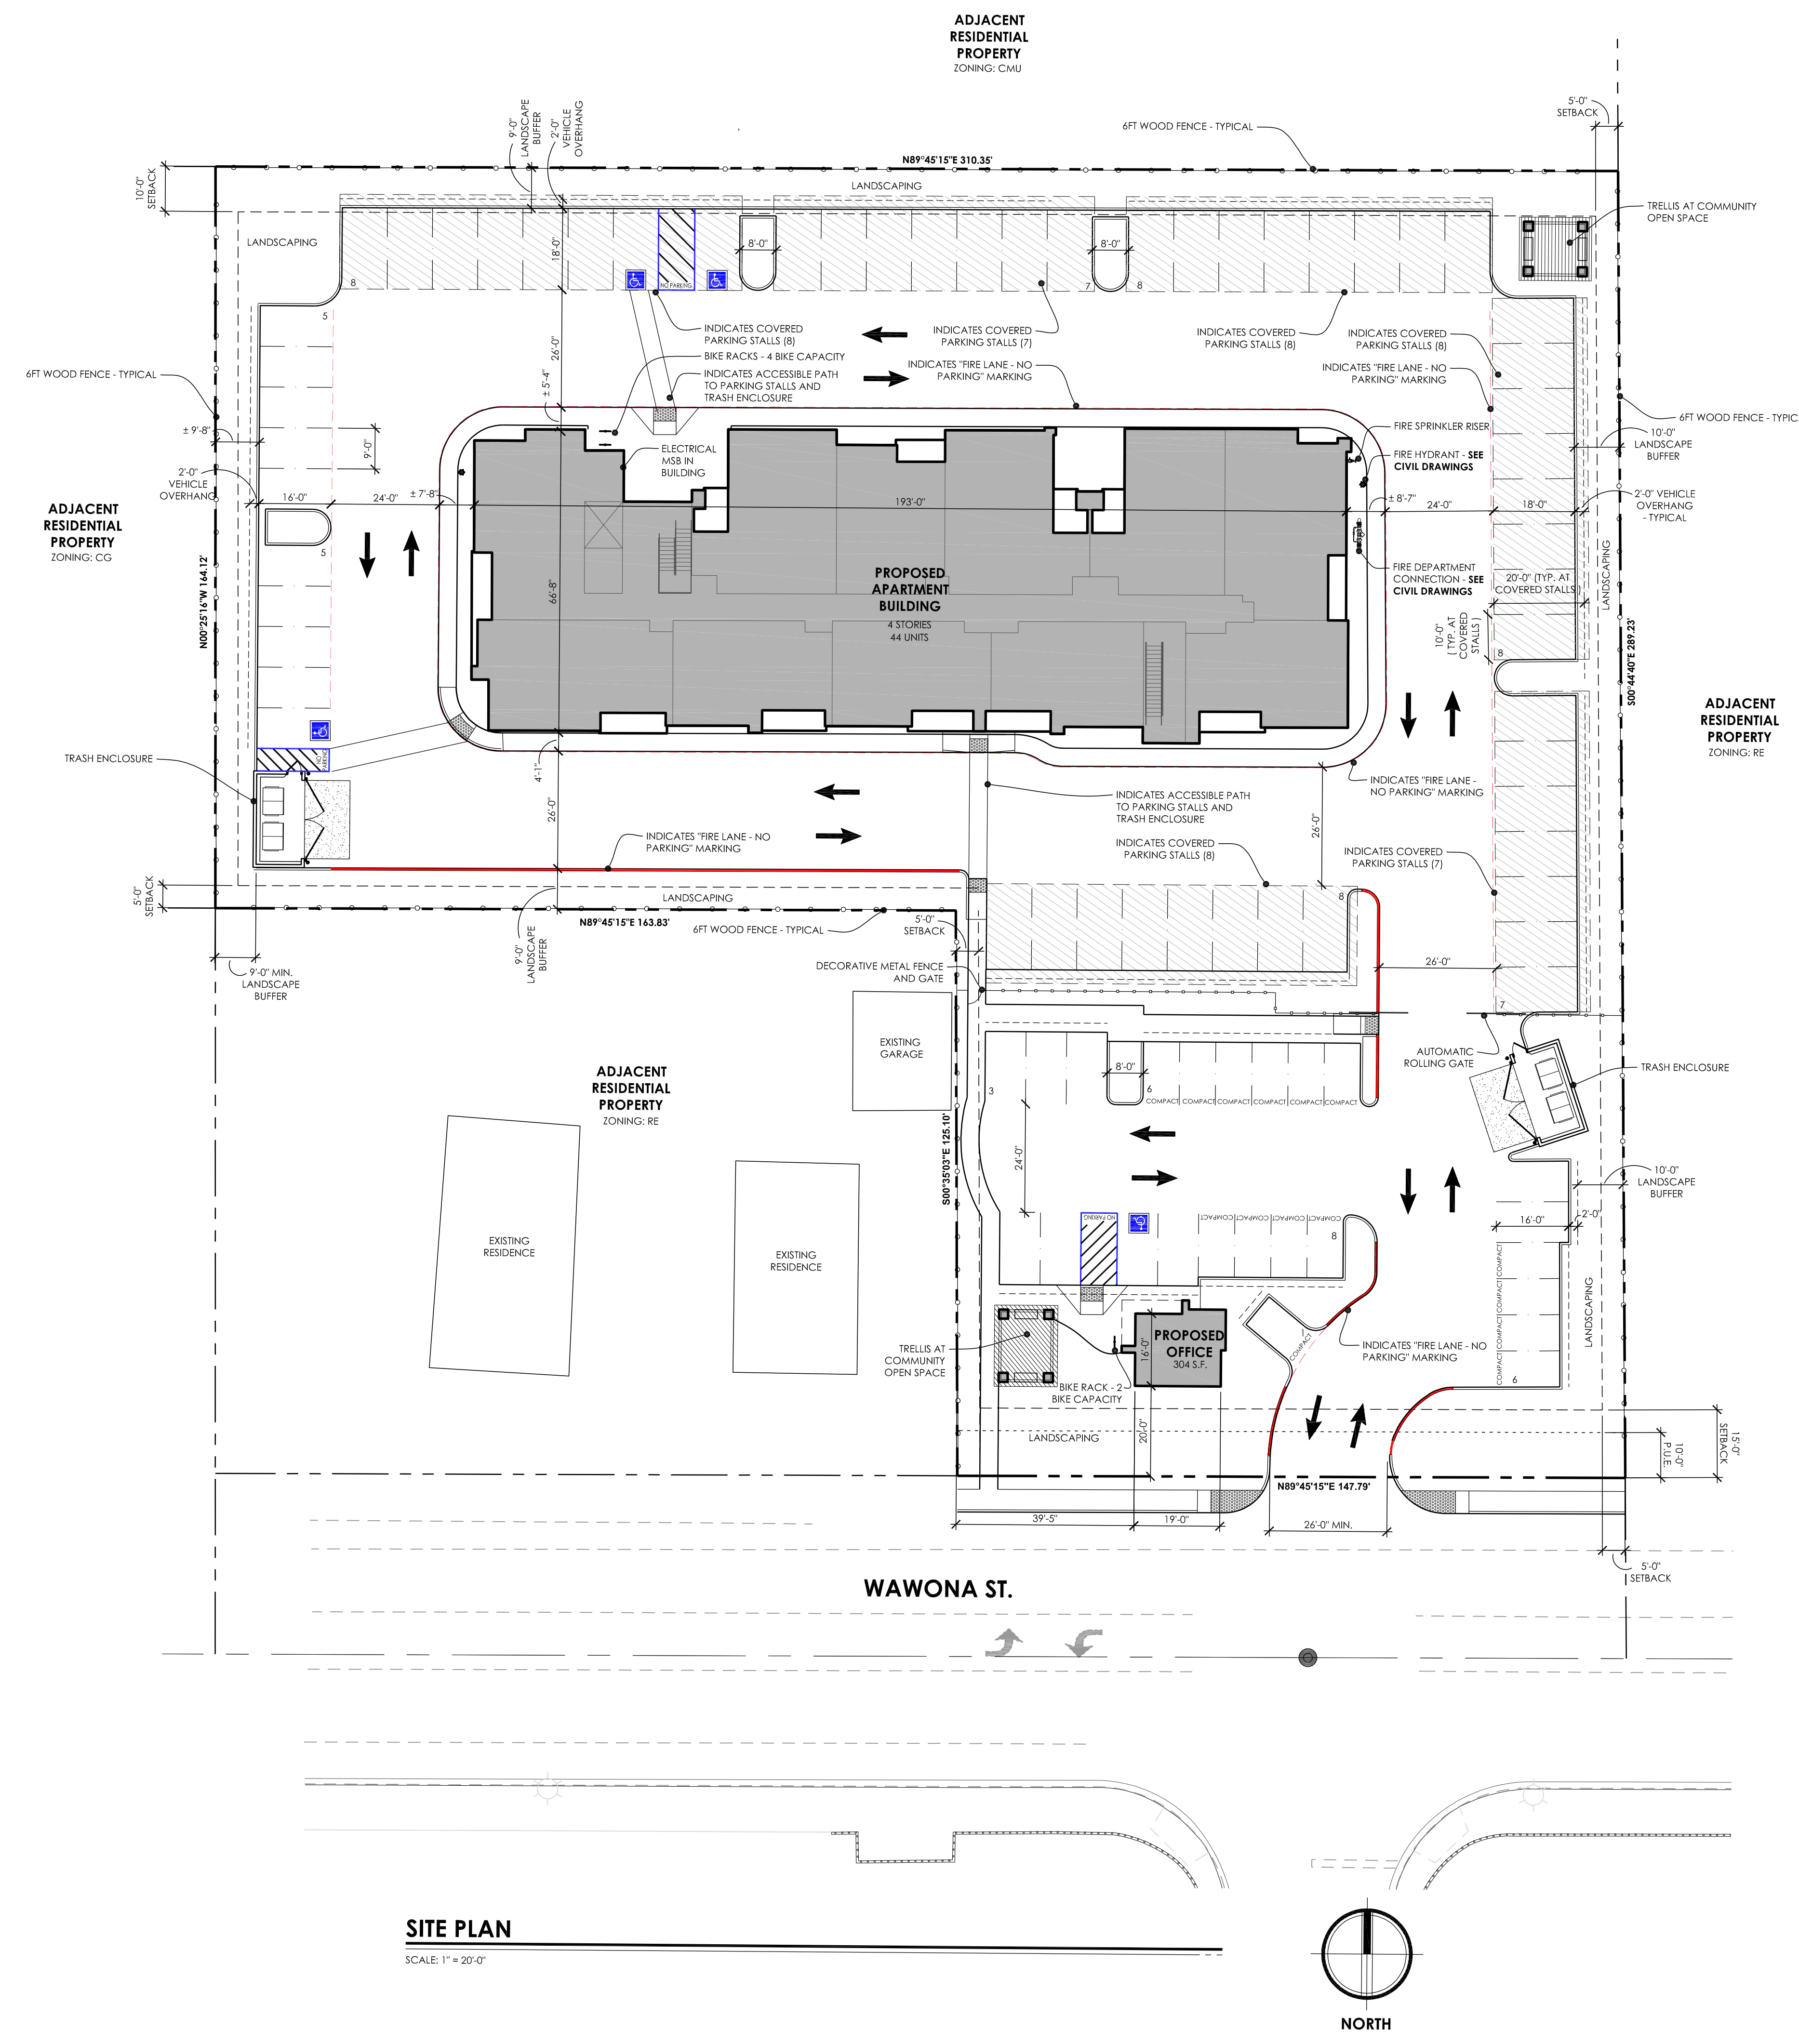 ADJACENT
RESIDENTIAL
PROPERTY
ZONING: CMU
5'-0"
SETBACK
9'-0"
LANDSCAPE
BUFFER
2'-0"
VEHICLE
OVERHANG
6FT WOOD FENCE - TYPICAL
N89°45'15"E 310.35'
10'-0"
SETBACK
LANDSCAPING
LANDSCAPING
TRELLIS AT COMMUNITY
OPEN SPACE
18'-0"
8'-0"
8'-0"
8
NO PARKING
7
8
5
INDICATES COVERED
PARKING STALLS (8)
INDICATES COVERED
PARKING STALLS (7)
INDICATES COVERED
PARKING STALLS (8)
INDICATES COVERED
PARKING STALLS (8)
26'-0"
BIKE RACKS - 4 BIKE CAPACITY
INDICATES ACCESSIBLE PATH
TO PARKING STALLS AND
TRASH ENCLOSURE
INDICATES "FIRE LANE - NO
PARKING" MARKING
INDICATES "FIRE LANE - NO
PARKING" MARKING
6FT WOOD FENCE - TYPICAL
± 5'-4"
6FT WOOD FENCE - TYPIC
± 9'-8"
9'-0"
FIRE SPRINKLER RISER
10'-0"
LANDSCAPE
BUFFER
ELECTRICAL
MSB IN
BUILDING
FIRE HYDRANT - SEE
CIVIL DRAWINGS
2'-0"
VEHICLE
OVERHANG
16'-0"
24'-0"
± 7'-8"
193'-0"
± 8'-7"
24'-0"
18'-0"
2'-0" VEHICLE
OVERHANG
- TYPICAL
ADJACENT
RESIDENTIAL
PROPERTY
ZONING: CG
5
N00°25'16"W 164.12'
66'-8"
PROPOSED
APARTMENT
BUILDING
4 STORIES
44 UNITS
FIRE DEPARTMENT
CONNECTION - SEE
CIVIL DRAWINGS
20'-0" (TYP. AT
COVERED STALLS )
LANDSCAPING
10'-0"
( TYP. AT
COVERED
STALLS )
8
S00°44'40"E 289.23'
ADJACENT
RESIDENTIAL
PROPERTY
ZONING: RE
TRASH ENCLOSURE
NO
PARKING
4'-1"
26'-0"
INDICATES ACCESSIBLE PATH
TO PARKING STALLS AND
TRASH ENCLOSURE
INDICATES "FIRE LANE -
NO PARKING" MARKING
26'-0"
INDICATES "FIRE LANE - NO
PARKING" MARKING
INDICATES COVERED
PARKING STALLS (8)
INDICATES COVERED
PARKING STALLS (7)
5'-0"
SETBACK
LANDSCAPING
8
N89°45'15"E 163.83'
6FT WOOD FENCE - TYPICAL
5'-0"
SETBACK
9'-0"
LANDSCAPE
BUFFER
9'-0" MIN.
LANDSCAPE
BUFFER
DECORATIVE METAL FENCE
AND GATE
26'-0"
7
EXISTING
GARAGE
AUTOMATIC
ROLLING GATE
TRASH ENCLOSURE
ADJACENT
RESIDENTIAL
PROPERTY
ZONING: RE
8'-0"
3
6
COMPACT COMPACT COMPACT COMPACT COMPACT COMPACT
S00°35'03"E 125.10'
24'-0"
10'-0"
LANDSCAPE
BUFFER
NO PARKING
COMPACT COMPACT COMPACT COMPACT
8
16'-0"
2'-0"
EXISTING
RESIDENCE
EXISTING
RESIDENCE
COMPACT COMPACT COMPACT COMPACT
LANDSCAPING
TRELLIS AT
COMMUNITY
OPEN SPACE
PROPOSED
OFFICE
304 S.F.
16'-0"
COMPACT
INDICATES "FIRE LANE - NO
PARKING" MARKING
BIKE RACK - 2
BIKE CAPACITY
6
20'-0"
LANDSCAPING
10'-0"
P.U.E.
15'-0"
SETBACK
N89°45'15"E 147.79'
39'-5"
19'-0"
26'-0" MIN.
5'-0"
SETBACK
WAWONA ST.
SITE PLAN
SCALE: 1" = 20'-0"
NORTH